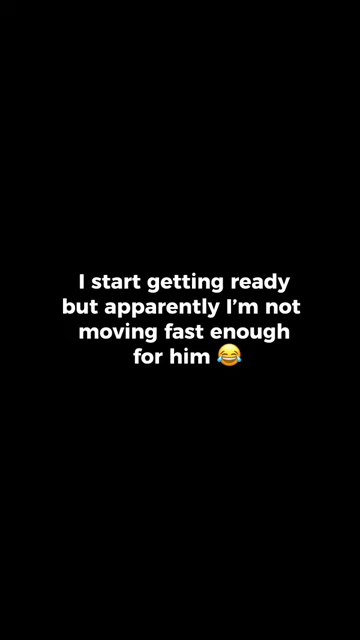 I start getting ready
but apparently I’m not
moving fast enough
for him 😂